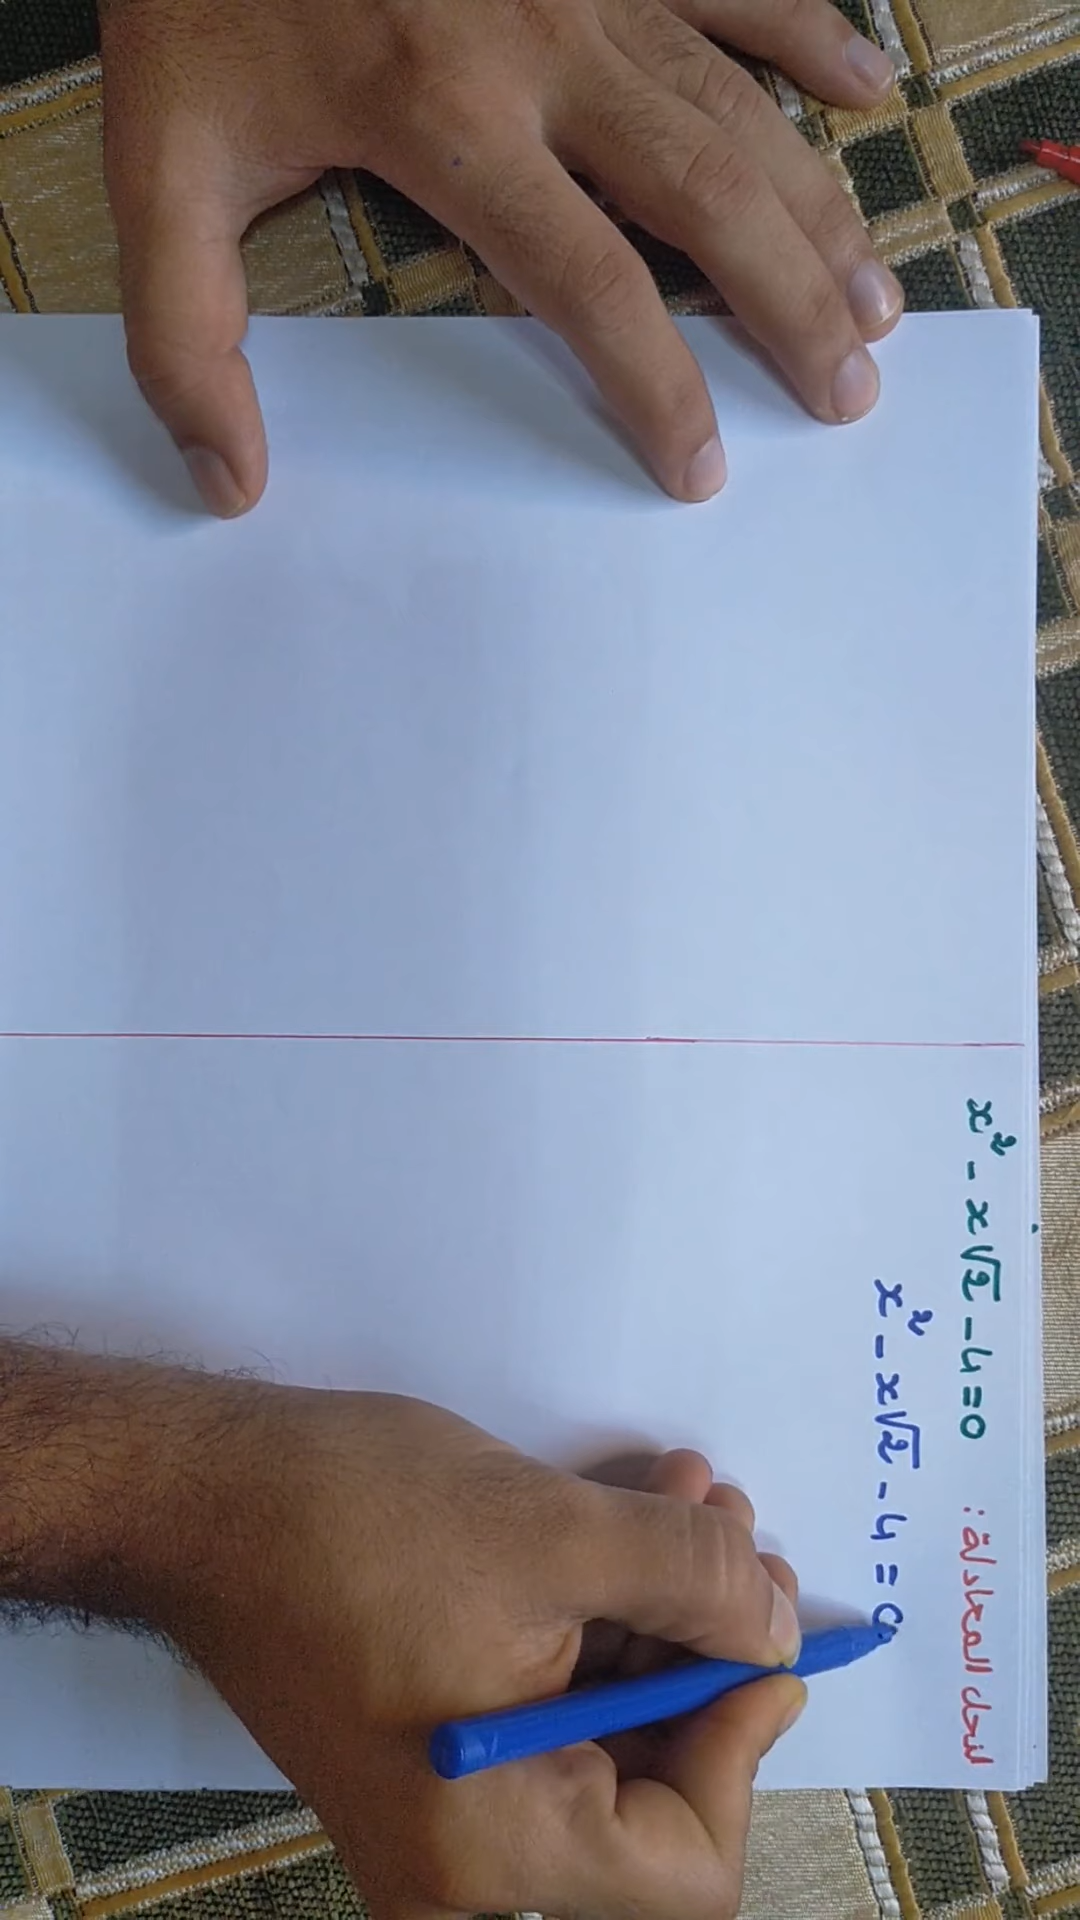 x² - x√2 - 4 = 0 لنحل المعادلة :
x² - x√2 - 4 = 0